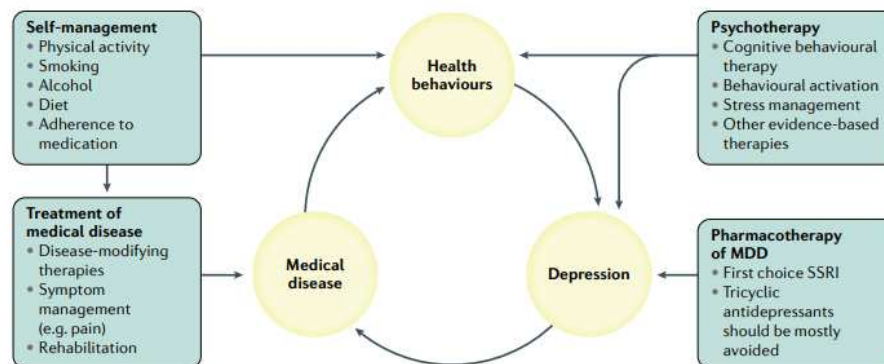 Self-management
• Physical activity
• Smoking
• Alcohol
• Diet
• Adherence to
medication
Health
behaviours
Psychotherapy
• Cognitive behavioural
therapy
• Behavioural activation
• Stress management
• Other evidence-based
therapies
Treatment of
medical disease
• Disease-modifying
therapies
• Symptom
management
(e.g. pain)
• Rehabilitation
Medical
disease
Depression
Pharmacotherapy
of MDD
• First choice SSRI
• Tricyclic
antidepressants
should be mostly
avoided